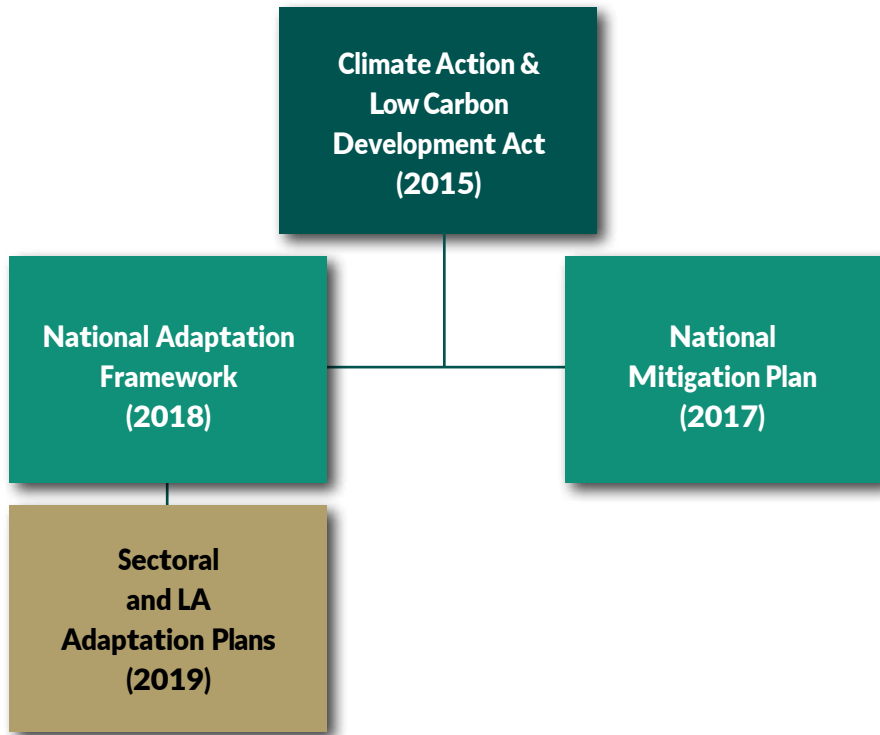 Climate Action &
Low Carbon
Development Act
(2015)
National Adaptation
Framework
(2018)
National
Mitigation Plan
(2017)
Sectoral
and LA
Adaptation Plans
(2019)